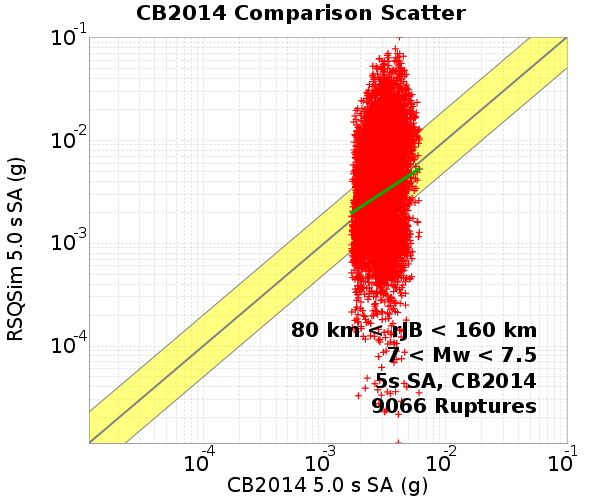 CB2014 Comparison Scatter
10-1
10-2
10-3
10-4
RSQSim 5.0 s SA (g)
80 km < rJB < 160 km
7 < Mw < 7.5
5s SA, CB2014
9066 Ruptures
10-4 10-3 10-2 10-1
CB2014 5.0 s SA (g)